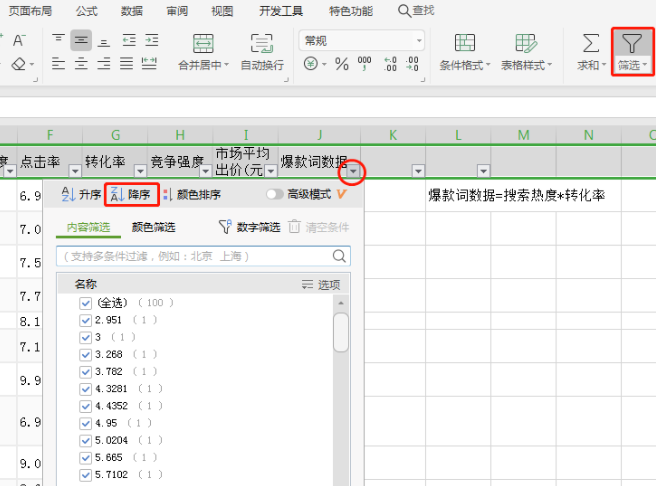 页面布局 公式 数据 审阅 视图 开发工具 特色功能 查找
常规
合并居中 自动换行 条件格式 表格样式 求和 筛选
F G H I J K L M N
点击率 转化率 竞争强度 市场平均出价(元 爆款词数据
升序 降序 颜色排序 高级模式
6.9 爆款词数据=搜索热度*转化率
内容筛选 颜色筛选 数字筛选 清空条件
7.0
(支持多条件过滤，例如：北京 上海)
7.5
名称 选项
(全选) (100)
7.7
2.951 (1)
8.1
3 (1)
7.1
3.268 (1)
3.782 (1)
9.9
4.3281 (1)
4.4352 (1)
6.9
4.95 (1)
5.0204 (1)
9.0
5.665 (1)
5.7102 (1)